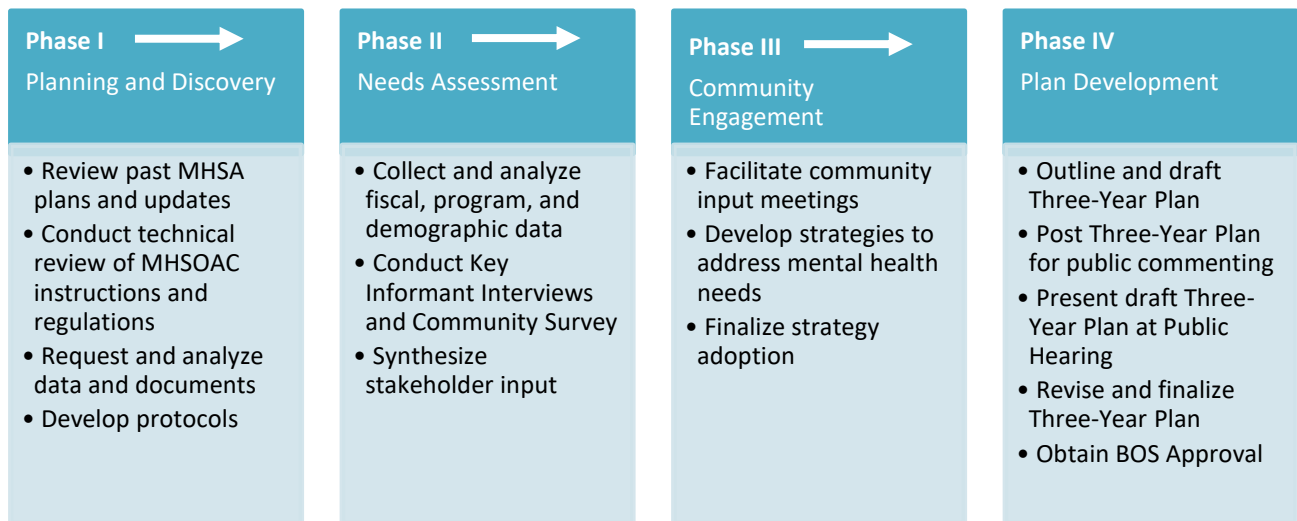 Phase I
Planning and Discovery
• Review past MHSA
plans and updates
• Conduct technical
review of MHSOAC
instructions and
regulations
• Request and analyze
data and documents
• Develop protocols
Phase II
Needs Assessment
• Collect and analyze
fiscal, program, and
demographic data
• Conduct Key
Informant Interviews
and Community Survey
• Synthesize
stakeholder input
Phase III
Community
Engagement
• Facilitate community
input meetings
• Develop strategies to
address mental health
needs
• Finalize strategy
adoption
Phase IV
Plan Development
• Outline and draft
Three-Year Plan
• Post Three-Year Plan
for public commenting
• Present draft Three-
Year Plan at Public
Hearing
• Revise and finalize
Three-Year Plan
• Obtain BOS Approval